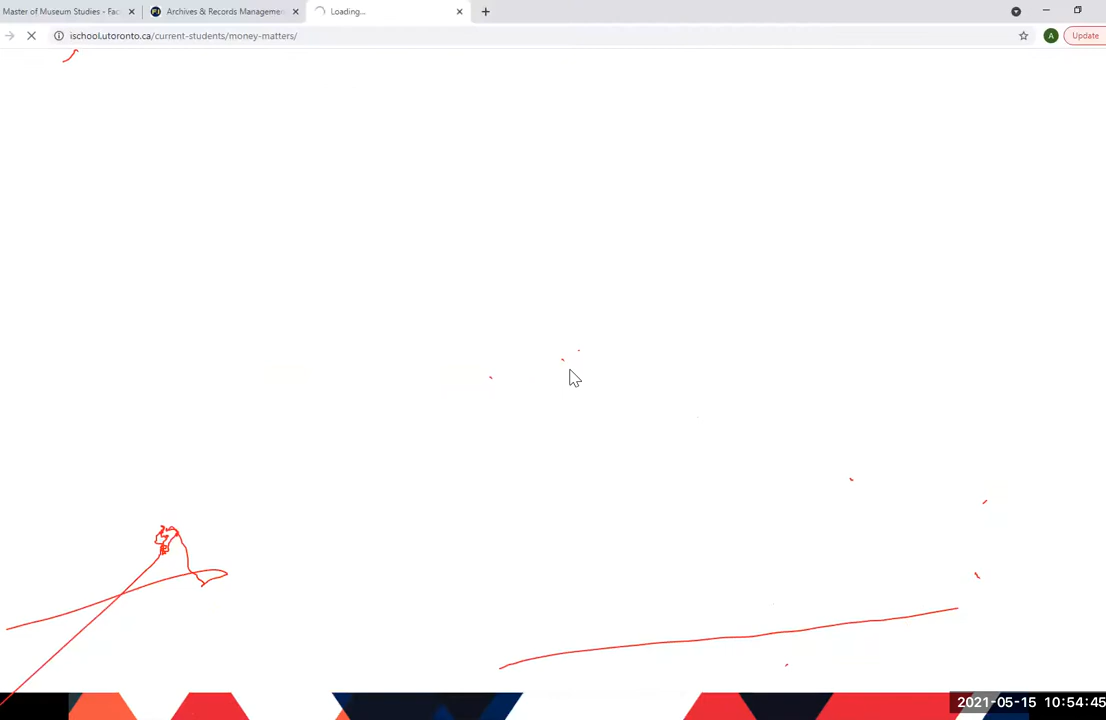 Master of Museum Studies - Fac
Archives & Records Managemen
Loading...
ischool.utoronto.ca/current-students/money-matters/
A
Update
2021-05-15 10:54:45